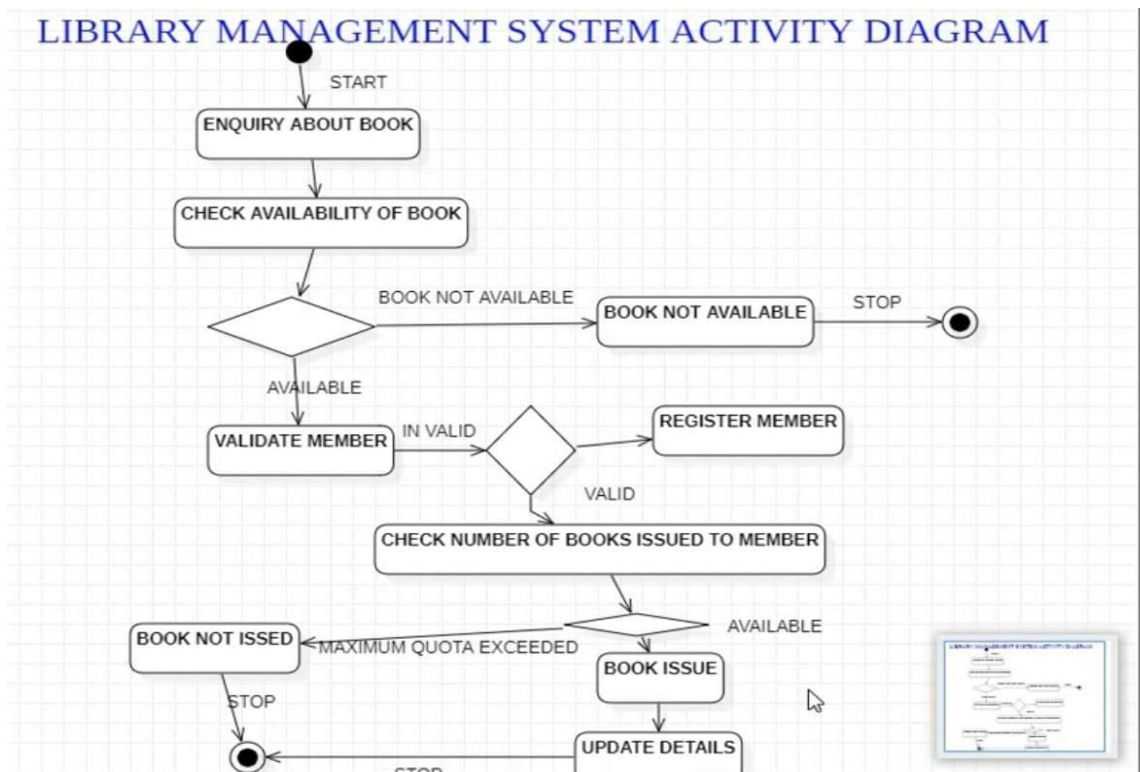 LIBRARY MANAGEMENT SYSTEM ACTIVITY DIAGRAM
START
ENQUIRY ABOUT BOOK
CHECK AVAILABILITY OF BOOK
BOOK NOT AVAILABLE
BOOK NOT AVAILABLE
STOP
AVAILABLE
VALIDATE MEMBER
IN VALID
REGISTER MEMBER
VALID
CHECK NUMBER OF BOOKS ISSUED TO MEMBER
AVAILABLE
BOOK NOT ISSED
MAXIMUM QUOTA EXCEEDED
BOOK ISSUE
STOP
UPDATE DETAILS
STOP